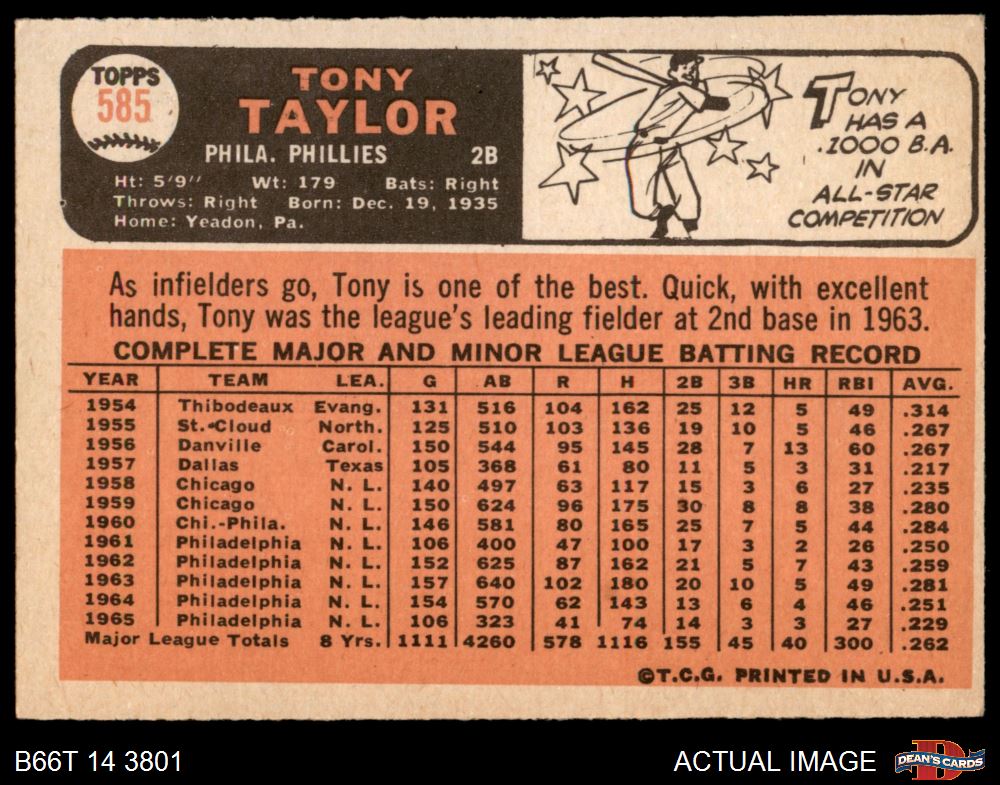 TOPPS
585
TONY
TAYLOR
PHILA. PHILLIES 2B
Ht: 5'9" Wt: 179 Bats: Right
Throws: Right Born: Dec. 19, 1935
Home: Yeadon, Pa.
TONY
HAS A
.1000 B.A.
IN
ALL-STAR
COMPETITION
As infielders go, Tony is one of the best. Quick, with excellent
hands, Tony was the league's leading fielder at 2nd base in 1963.
COMPLETE MAJOR AND MINOR LEAGUE BATTING RECORD
YEAR TEAM LEA. G AB R H 2B 3B HR RBI AVG.
1954 Thibodeaux Evang. 131 516 104 162 25 12 5 49 .314
1955 St. Cloud North. 125 510 103 136 19 10 5 46 .267
1956 Danville Carol. 150 544 95 145 28 7 13 60 .267
1957 Dallas Texas 105 368 61 80 11 5 3 31 .217
1958 Chicago N. L. 140 497 63 117 15 3 6 27 .235
1959 Chicago N. L. 150 624 96 175 30 8 8 38 .280
1960 Chi.-Phila. N. L. 146 581 80 165 25 7 5 44 .284
1961 Philadelphia N. L. 106 400 47 100 17 3 2 26 .250
1962 Philadelphia N. L. 152 625 87 162 21 5 7 43 .259
1963 Philadelphia N. L. 157 640 102 180 20 10 5 49 .281
1964 Philadelphia N. L. 154 570 62 143 13 6 4 46 .251
1965 Philadelphia N. L. 106 323 41 74 14 3 3 27 .229
Major League Totals 8 Yrs. 1111 4260 578 1116 155 45 40 300 .262
©T.C.G. PRINTED IN U.S.A.
B66T 14 3801 ACTUAL IMAGE DEAN'S CARDS